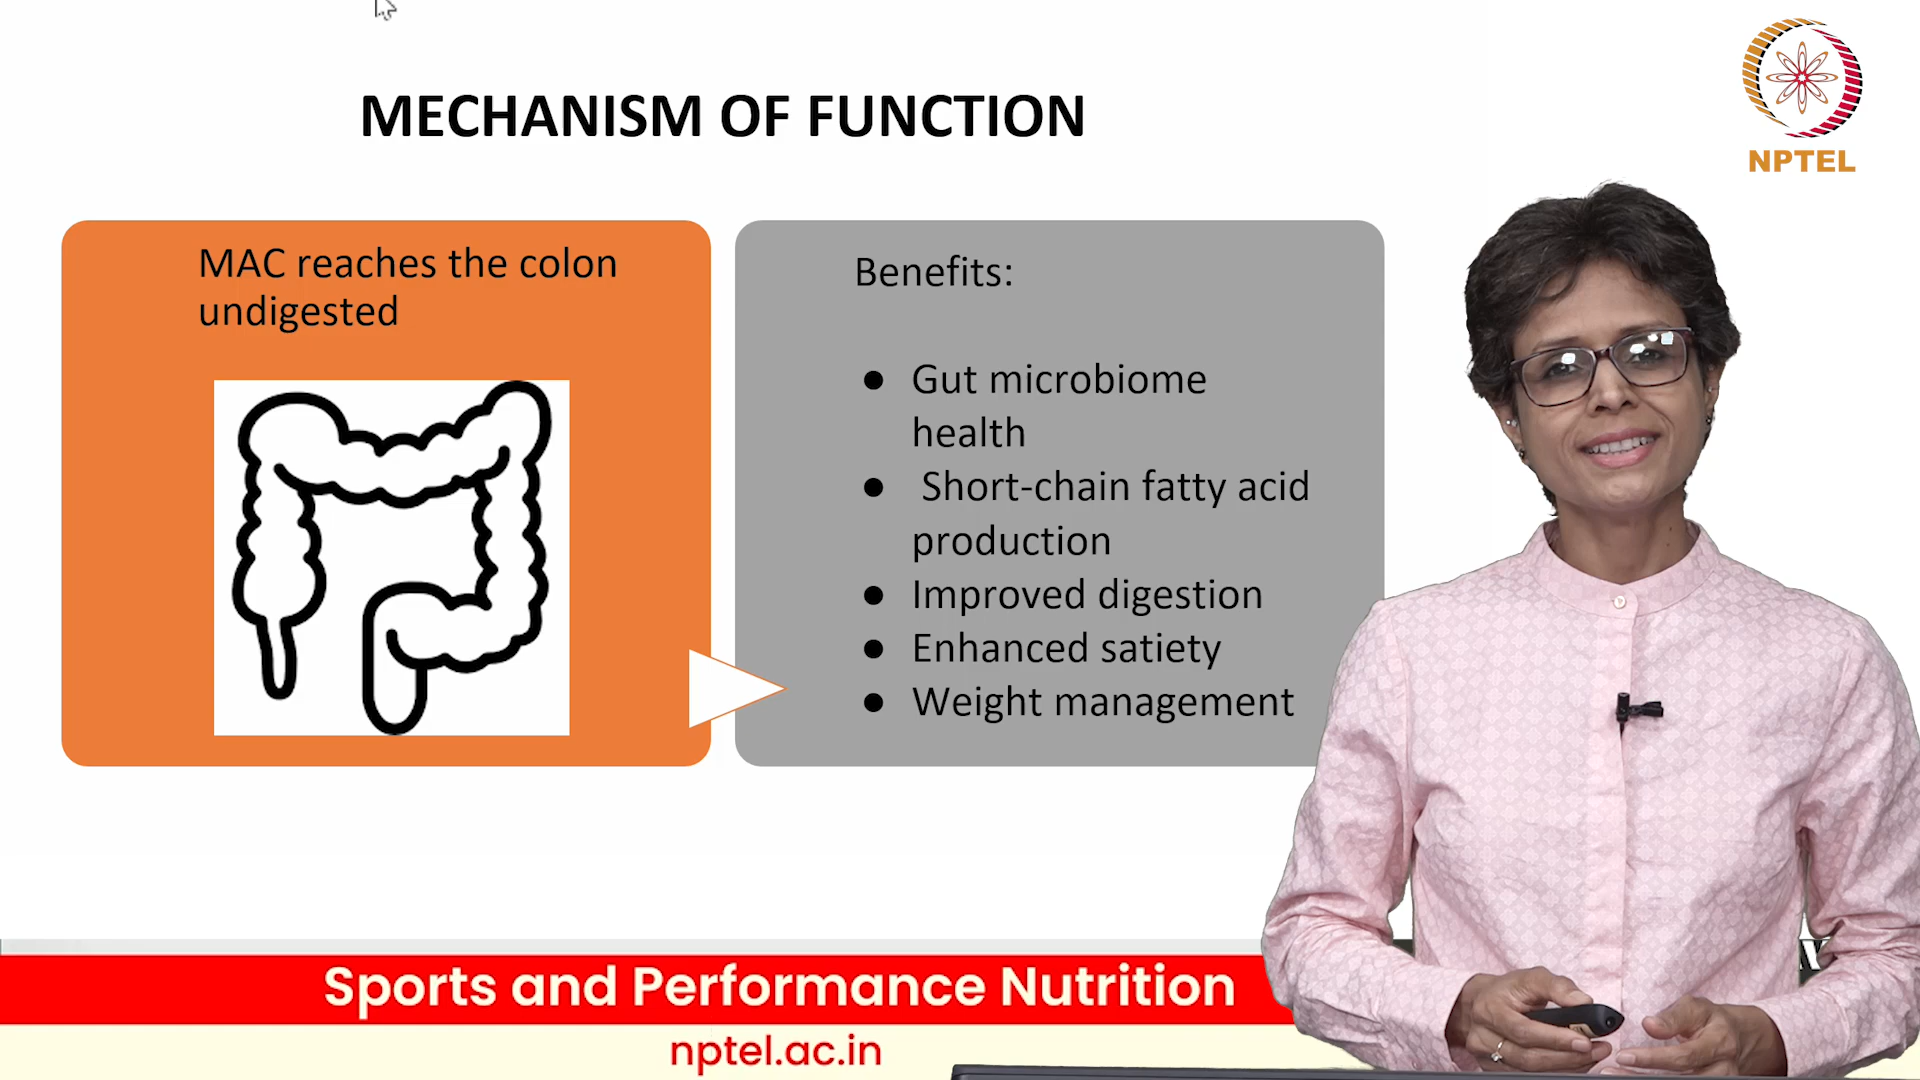 MECHANISM OF FUNCTION
NPTEL
MAC reaches the colon
undigested
Benefits:
● Gut microbiome
health
● Short-chain fatty acid
production
● Improved digestion
● Enhanced satiety
● Weight management
Sports and Performance Nutrition
nptel.ac.in